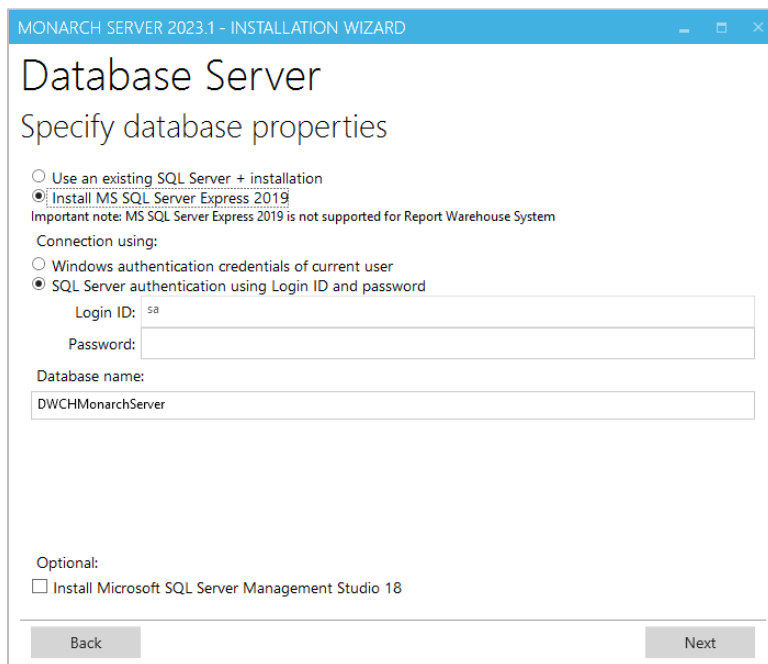 MONARCH SERVER 2023.1 - INSTALLATION WIZARD
Database Server
Specify database properties
Use an existing SQL Server + installation
Install MS SQL Server Express 2019
Important note: MS SQL Server Express 2019 is not supported for Report Warehouse System
Connection using:
Windows authentication credentials of current user
SQL Server authentication using Login ID and password
Login ID: sa
Password:
Database name:
DWCHMonarchServer
Optional:
Install Microsoft SQL Server Management Studio 18
Back Next